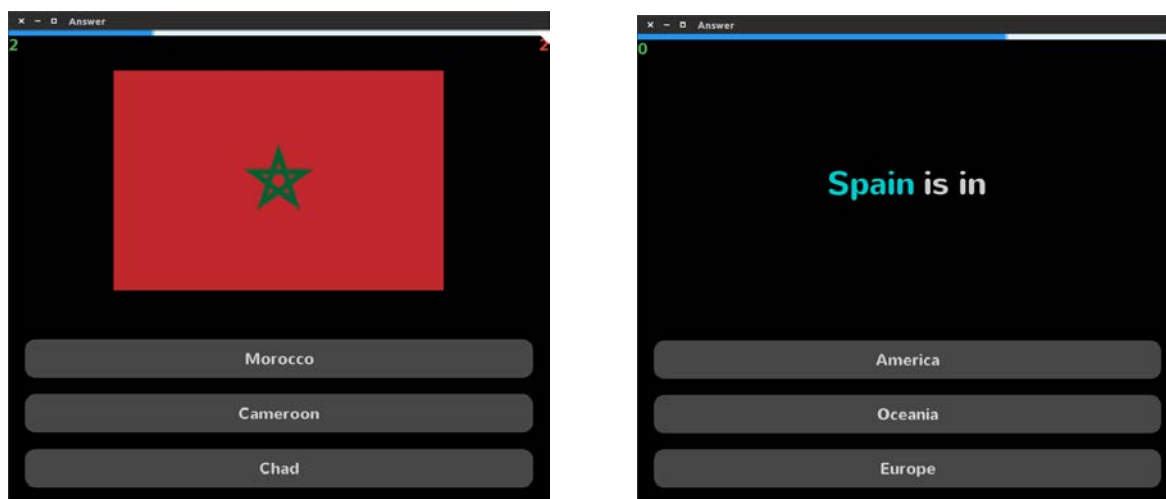 Answer
2 2
Morocco
Cameroon
Chad
Answer
0
Spain is in
America
Oceania
Europe